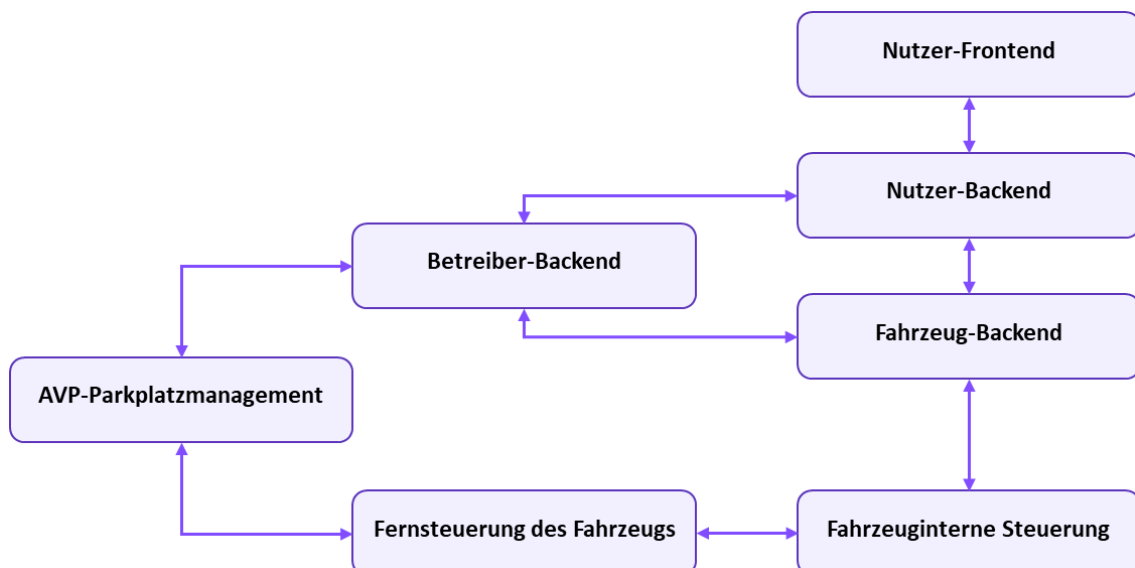 Nutzer-Frontend
Nutzer-Backend
Betreiber-Backend
Fahrzeug-Backend
AVP-Parkplatzmanagement
Fernsteuerung des Fahrzeugs
Fahrzeuginterne Steuerung